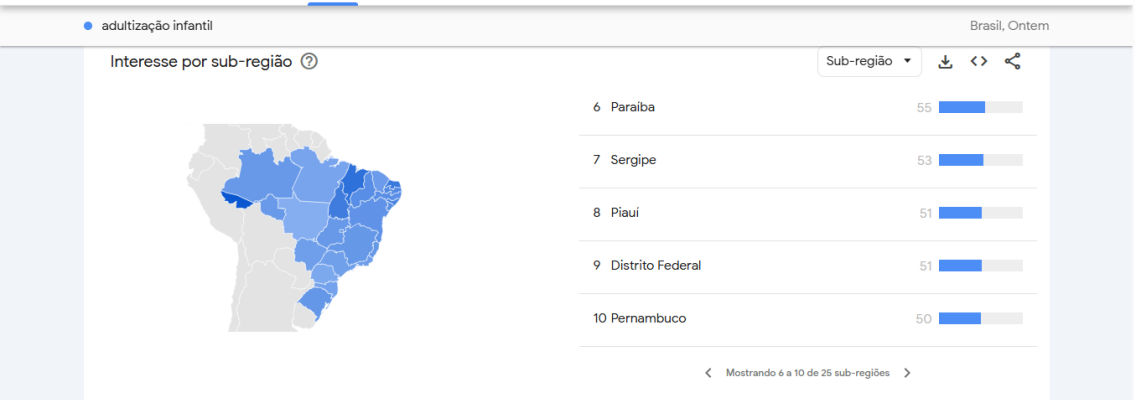 adultização infantil
Brasil, Ontem
Interesse por sub-região
Sub-região
6 Paraíba 55
7 Sergipe 53
8 Piauí 51
9 Distrito Federal 51
10 Pernambuco 50
Mostrando 6 a 10 de 25 sub-regiões